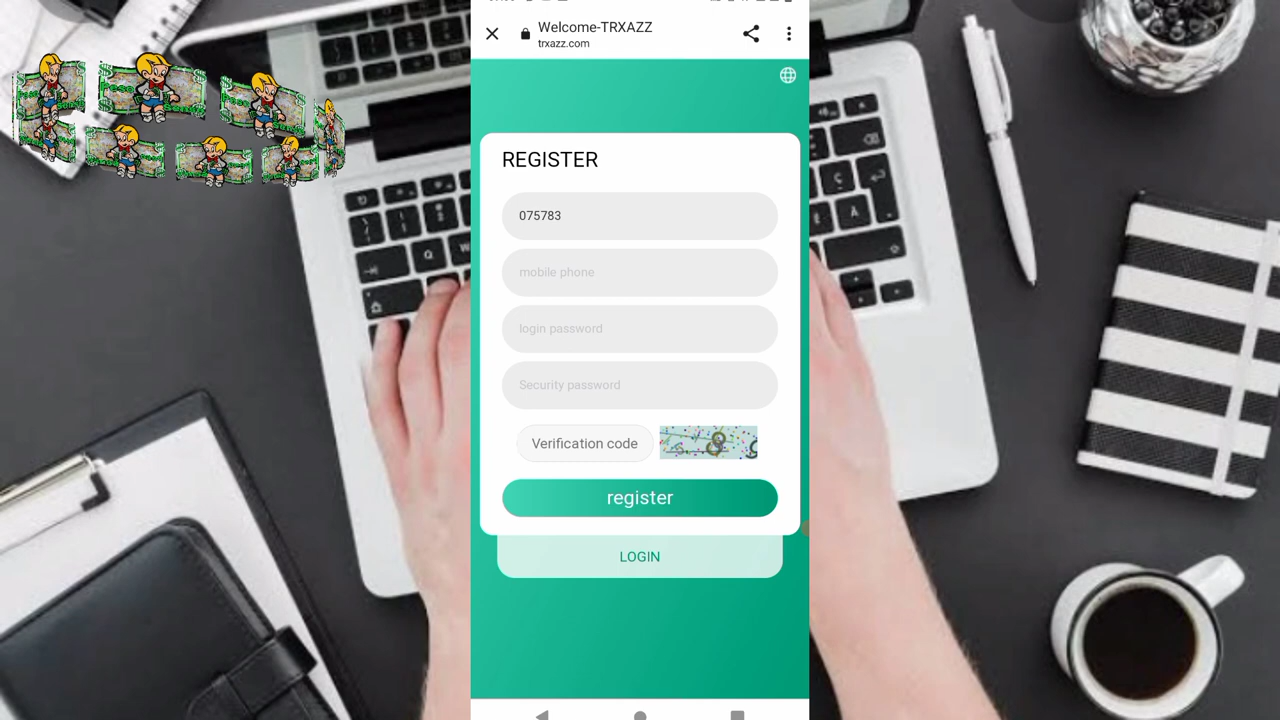 Welcome-TRXAZZ
trxazz.com
REGISTER
075783
mobile phone
login password
Security password
Verification code
register
LOGIN